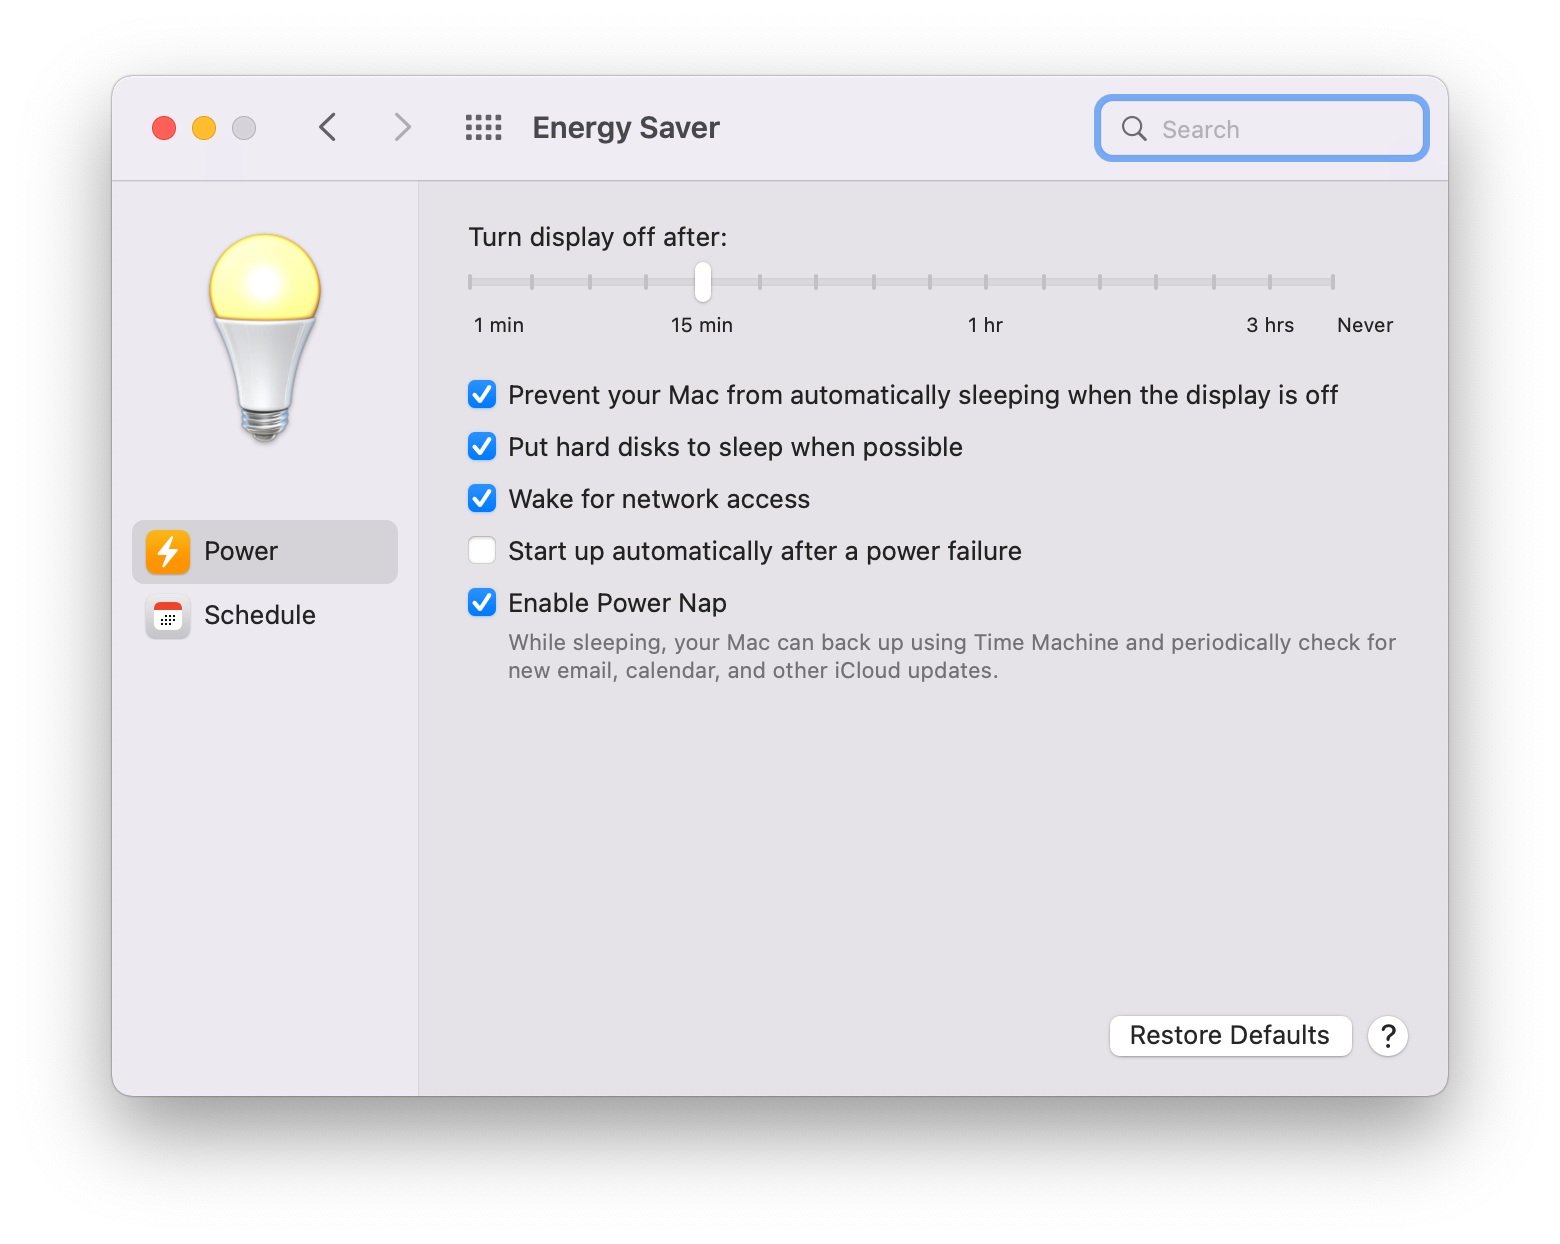 Energy Saver
Search
Power
Schedule
Turn display off after:
1 min 15 min 1 hr 3 hrs Never
Prevent your Mac from automatically sleeping when the display is off
Put hard disks to sleep when possible
Wake for network access
Start up automatically after a power failure
Enable Power Nap
While sleeping, your Mac can back up using Time Machine and periodically check for
new email, calendar, and other iCloud updates.
Restore Defaults ?